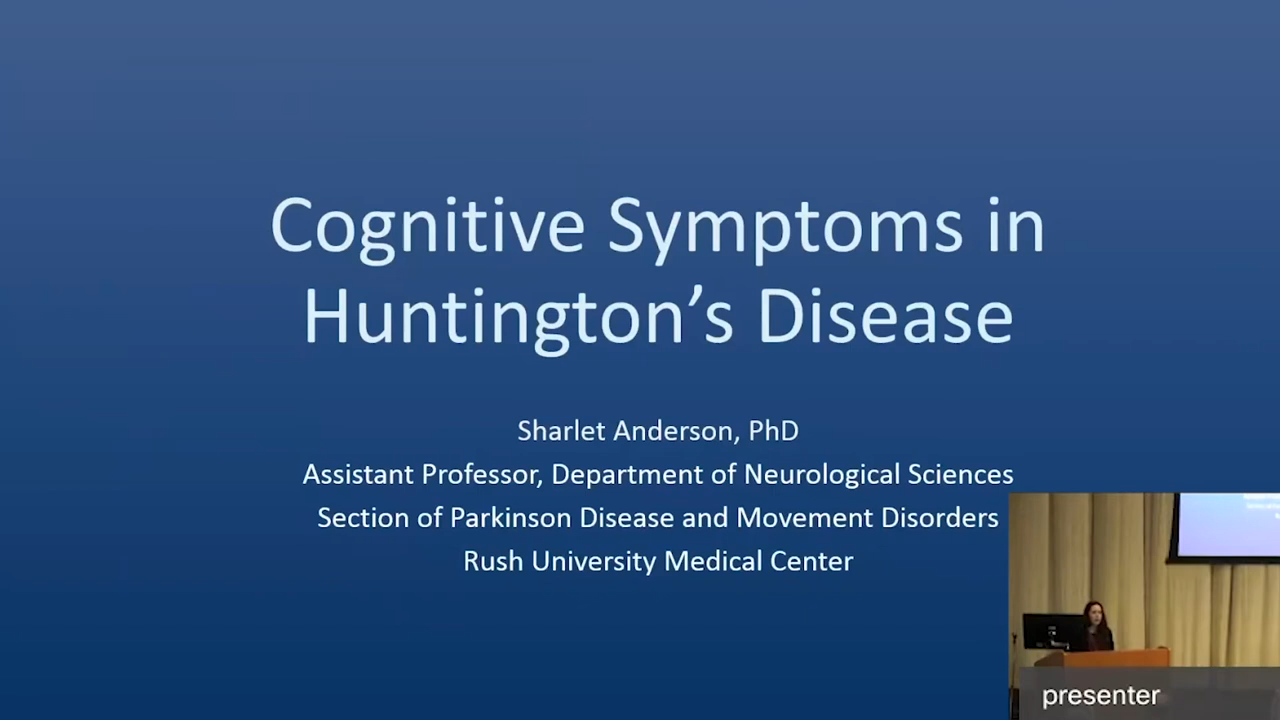 Cognitive Symptoms in
Huntington’s Disease
Sharlet Anderson, PhD
Assistant Professor, Department of Neurological Sciences
Section of Parkinson Disease and Movement Disorders
Rush University Medical Center
presenter